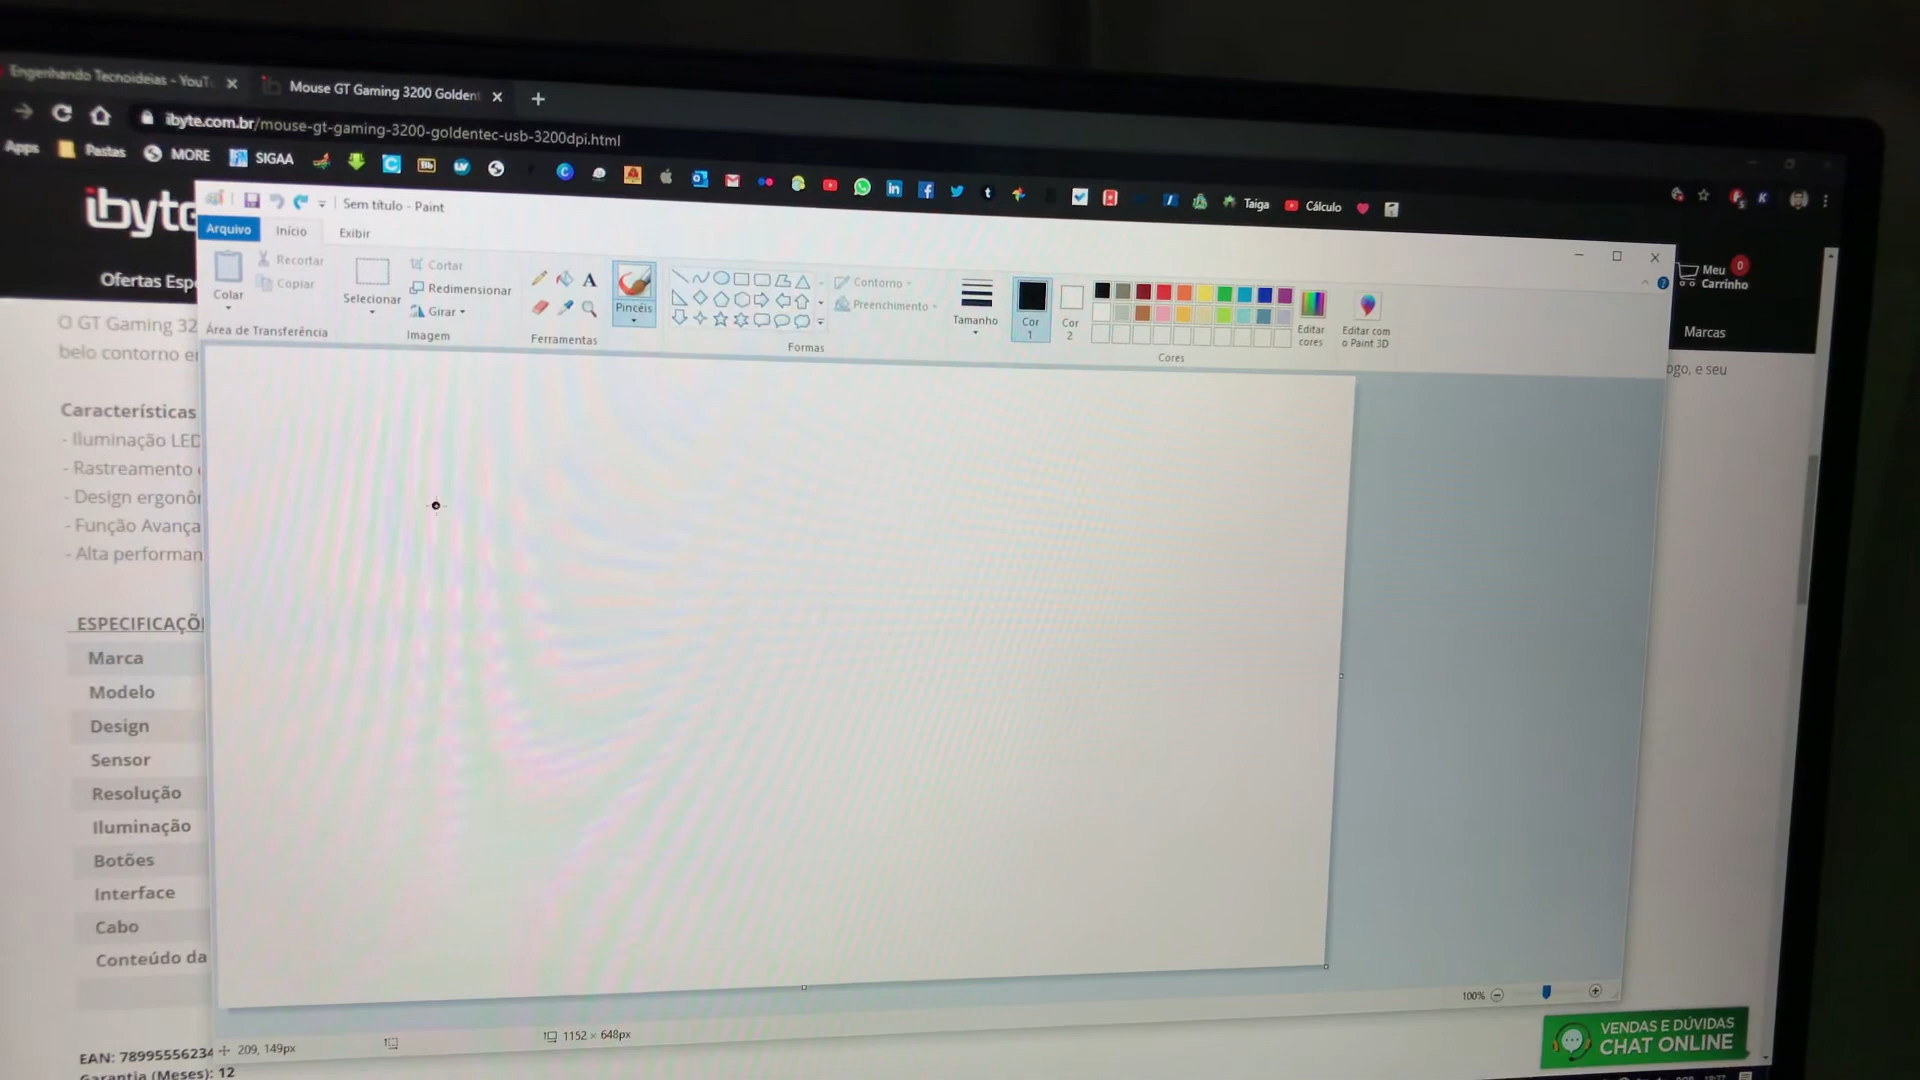 Engenhando Tecnoideias - YouT
Mouse GT Gaming 3200 Golden
ibyte.com.br/mouse-gt-gaming-3200-goldentec-usb-3200dpi.html
Apps Pastas MORE SIGAA Taiga Cálculo
ibyte
Sem título - Paint
Arquivo Início Exibir
Meu Carrinho 0
Ofertas Esp
Marcas
Colar
Recortar
Copiar
Área de Transferência
Selecionar
Cortar
Redimensionar
Girar
Imagem
A
Ferramentas
Pincéis
Formas
Contorno
Preenchimento
Tamanho
Cor 1
Cor 2
Cores
Editar cores
Editar com o Paint 3D
O GT Gaming 32
ogo, e seu
belo contorno e
Características
- Iluminação LED
- Rastreamento
- Design ergonôr
- Função Avança
- Alta performan
ESPECIFICAÇÕ
Marca
Modelo
Design
Sensor
Resolução
Iluminação
Botões
Interface
Cabo
Conteúdo da
100%
EAN: 78995556234
209, 149px
1152 × 648px
Garantia (Meses): 12
VENDAS E DÚVIDAS
CHAT ONLINE